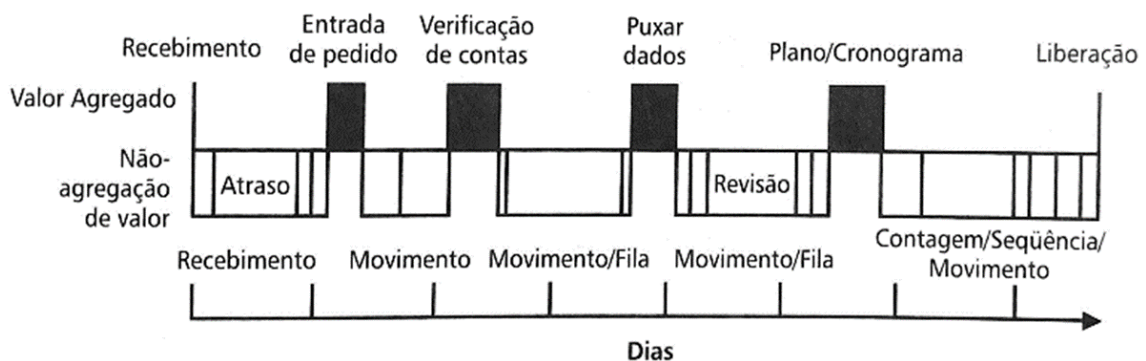 Recebimento
Entrada
de pedido
Verificação
de contas
Puxar
dados
Plano/Cronograma
Liberação
Valor Agregado
Não-
agregação
de valor
Atraso
Revisão
Recebimento
Movimento
Movimento/Fila
Movimento/Fila
Contagem/Seqüência/
Movimento
Dias